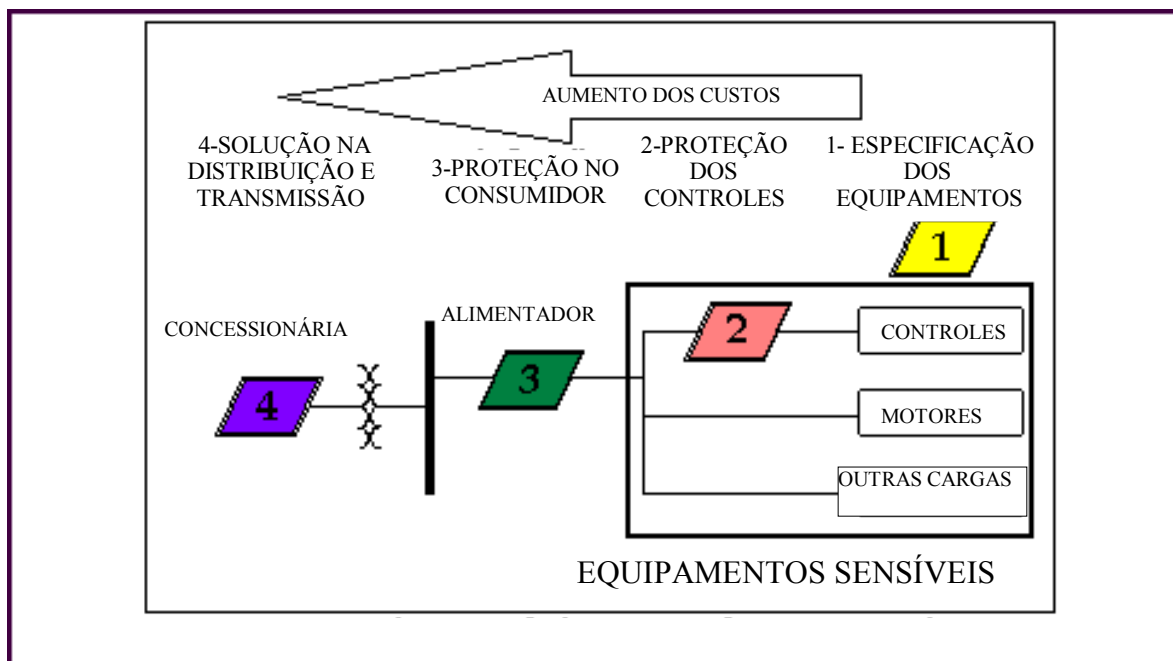 AUMENTO DOS CUSTOS
4-SOLUÇÃO NA
DISTRIBUIÇÃO E
TRANSMISSÃO
3-PROTEÇÃO NO
CONSUMIDOR
2-PROTEÇÃO
DOS
CONTROLES
1- ESPECIFICAÇÃO
DOS
EQUIPAMENTOS
1
CONCESSIONÁRIA
ALIMENTADOR
2
CONTROLES
3
4
MOTORES
OUTRAS CARGAS
EQUIPAMENTOS SENSÍVEIS